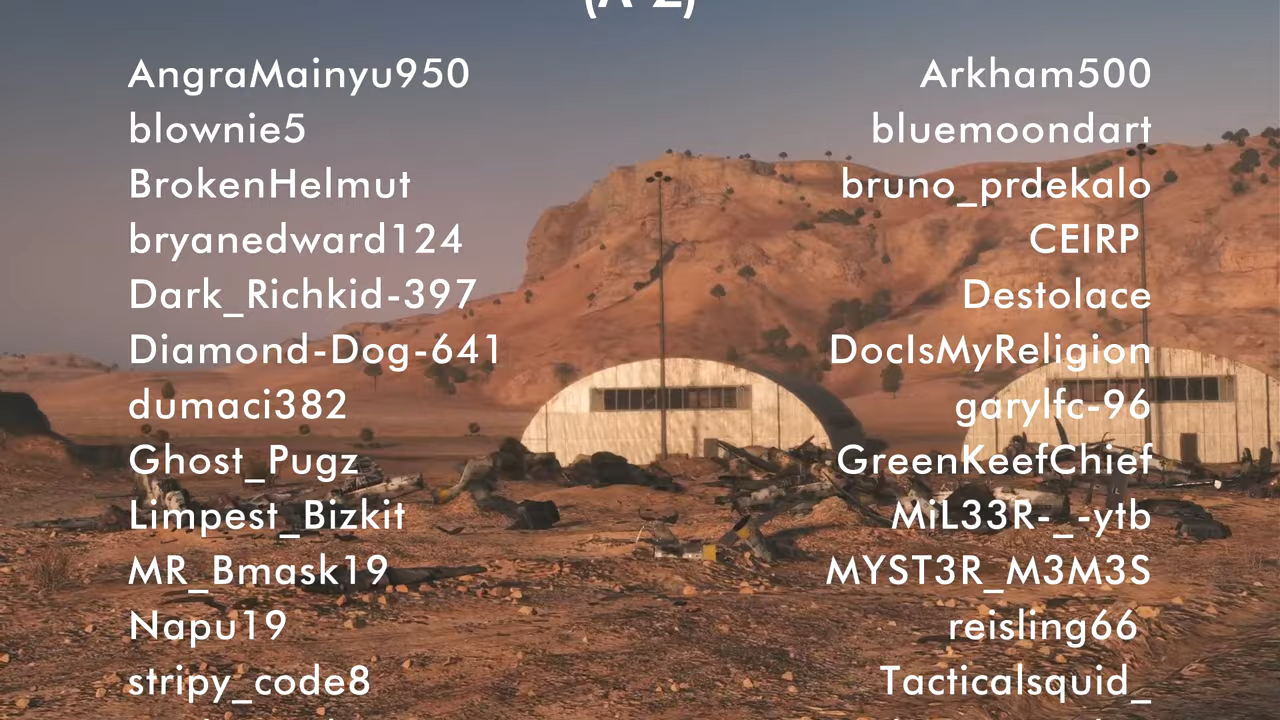 (A-Z)
AngraMainyu950 Arkham500
blownie5 bluemoondart
BrokenHelmut bruno_prdekalo
bryanedward124 CEIRP
Dark_Richkid-397 Destolace
Diamond-Dog-641 DocIsMyReligion
dumaci382 garylfc-96
Ghost_Pugz GreenKeefChief
Limpest_Bizkit MiL33R-_-ytb
MR_Bmask19 MYST3R_M3M3S
Napu19 reisling66
stripy_code8 Tacticalsquid_